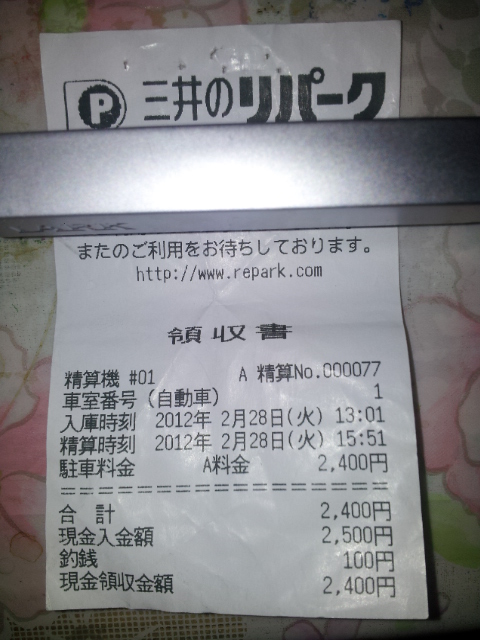 P 三井のリパーク
またのご利用をお待ちしております。
http://www.repark.com
領収書
精算機 #01 A 精算No.000077
車室番号(自動車) 1
入庫時刻 2012年 2月28日(火) 13:01
精算時刻 2012年 2月28日(火) 15:51
駐車料金 A料金 2,400円
合 計 2,400円
現金入金額 2,500円
釣銭 100円
現金領収金額 2,400円